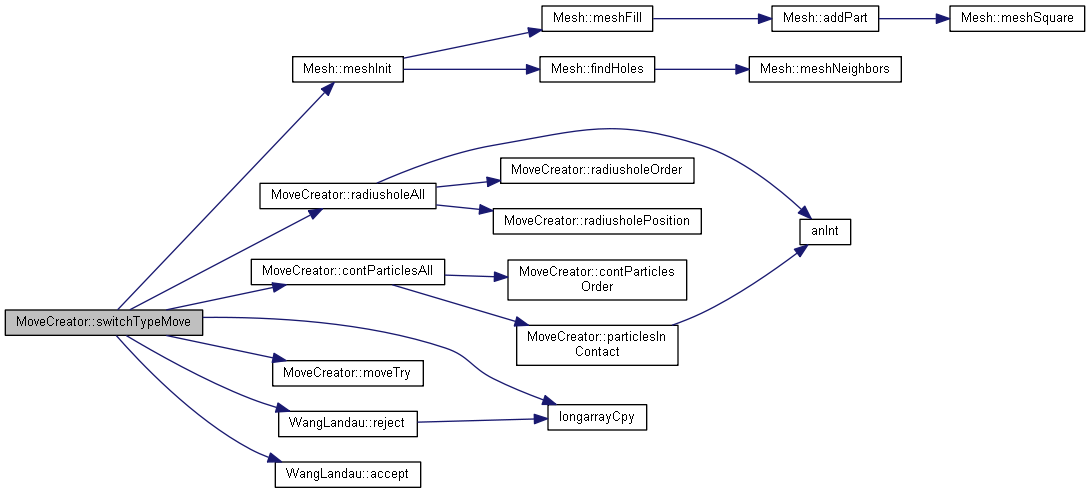 Mesh::meshFill
Mesh::addPart
Mesh::meshSquare
Mesh::meshInit
Mesh::findHoles
Mesh::meshNeighbors
MoveCreator::radiusholeAll
MoveCreator::radiusholeOrder
MoveCreator::radiusholePosition
anInt
MoveCreator::contParticlesAll
MoveCreator::contParticles
Order
MoveCreator::switchTypeMove
MoveCreator::particlesIn
Contact
MoveCreator::moveTry
longarrayCpy
WangLandau::reject
WangLandau::accept